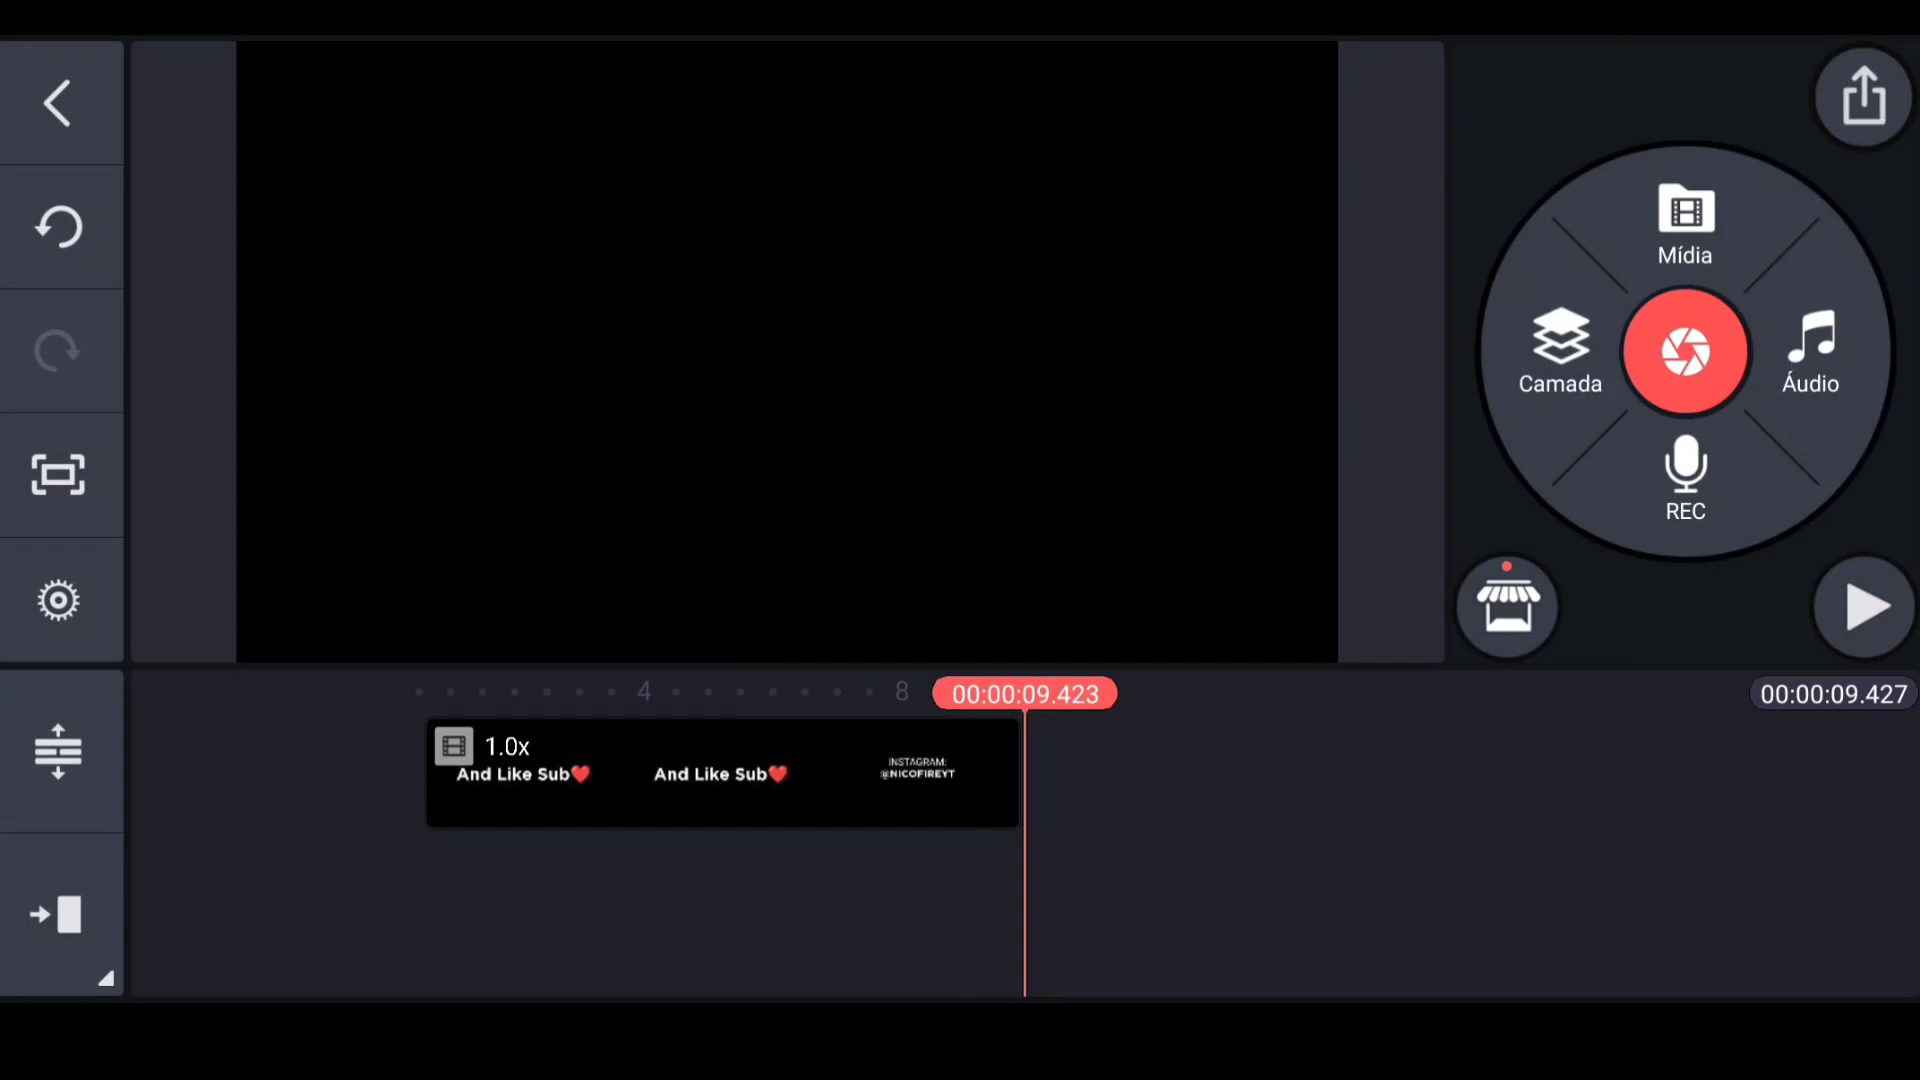 Mídia
Camada
Áudio
REC
4
8
00:00:09.423
00:00:09.427
1.0x
And Like Sub❤️
And Like Sub❤️
INSTAGRAM:
@NICOFIREYT